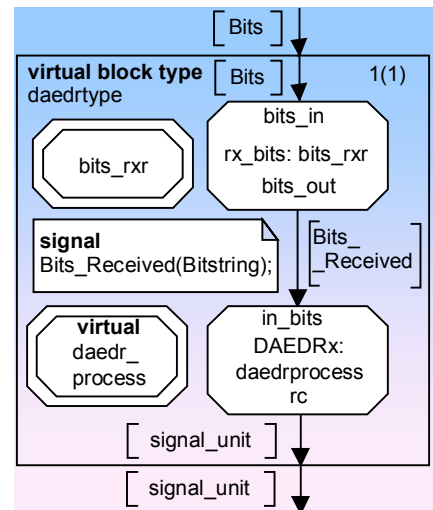 Bits
virtual block type
daedrtype
Bits
1(1)
bits_in
rx_bits: bits_rxr
bits_out
bits_rxr
signal
Bits_Received(Bitstring);
Bits_
_Received
virtual
daedr_
process
in_bits
DAEDRx:
daedrprocess
rc
signal_unit
signal_unit